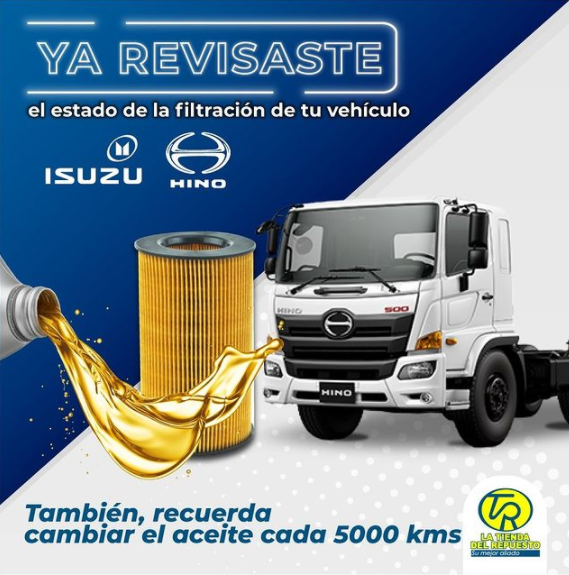 YA REVISASTE
el estado de la filtración de tu vehículo
ISUZU
HINO
HINO
500
HINO
También, recuerda
cambiar el aceite cada 5000 kms
TR
LA TIENDA
DEL REPUESTO
Su mejor aliado